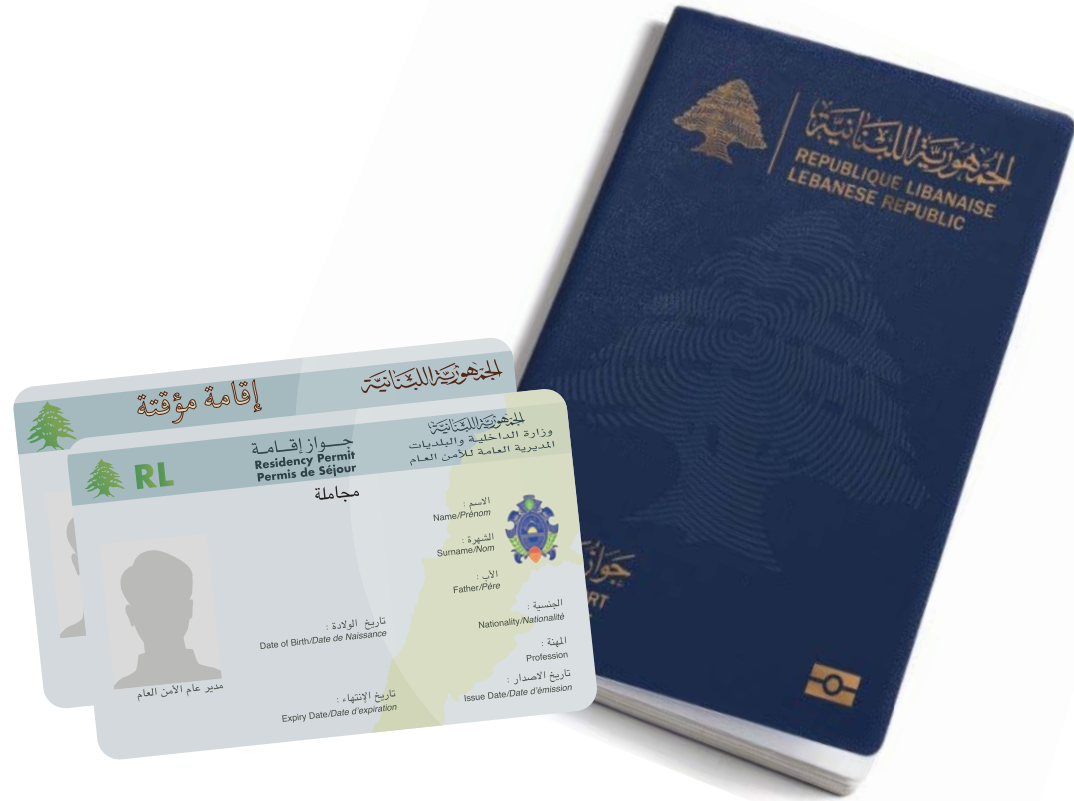 الجمهورية اللبنانية
REPUBLIQUE LIBANAISE
LEBANESE REPUBLIC
إقامة مؤقتة
الجمهورية اللبنانية
الجمهورية اللبنانية
وزارة الداخلية والبلديات
المديرية العامة للأمن العام
RL
جواز إقامة
Residency Permit
Permis de Séjour
مجاملة
الاسم :
Name/Prénom
الشهرة :
Surname/Nom
الأب :
Father/Pére
الجنسية :
Nationality/Nationalité
المهنة :
Profession
تاريخ الاصدار :
Issue Date/Date d'émission
تاريخ الولادة :
Date of Birth/Date de Naissance
تاريخ الإنتهاء :
Expiry Date/Date d'expiration
مدير عام الأمن العام